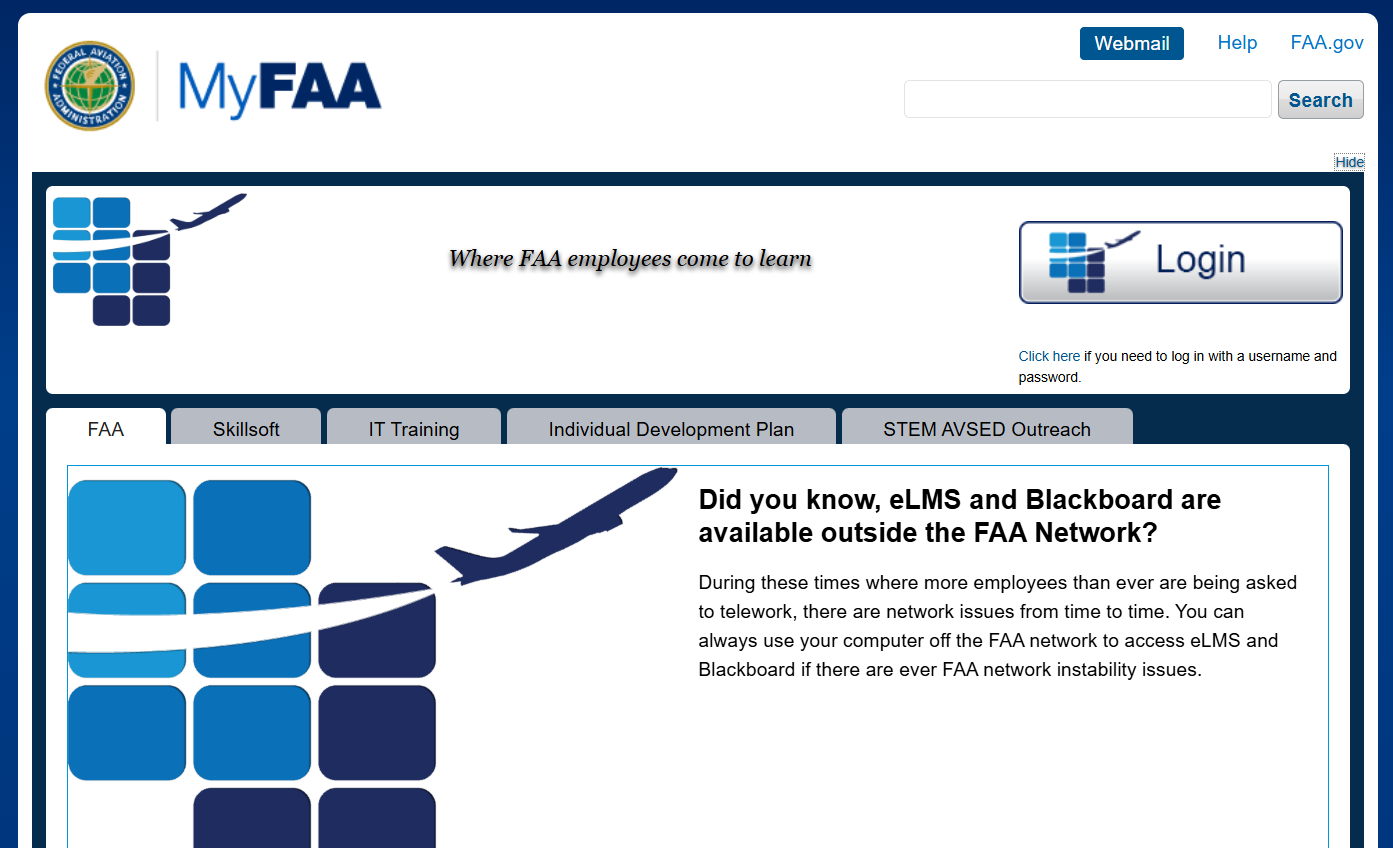 Webmail Help FAA.gov
FEDERAL AVIATION ADMINISTRATION
MyFAA
Search
Hide
Where FAA employees come to learn
Login
Click here if you need to log in with a username and
password.
FAA Skillsoft IT Training Individual Development Plan STEM AVSED Outreach
Did you know, eLMS and Blackboard are
available outside the FAA Network?
During these times where more employees than ever are being asked
to telework, there are network issues from time to time. You can
always use your computer off the FAA network to access eLMS and
Blackboard if there are ever FAA network instability issues.